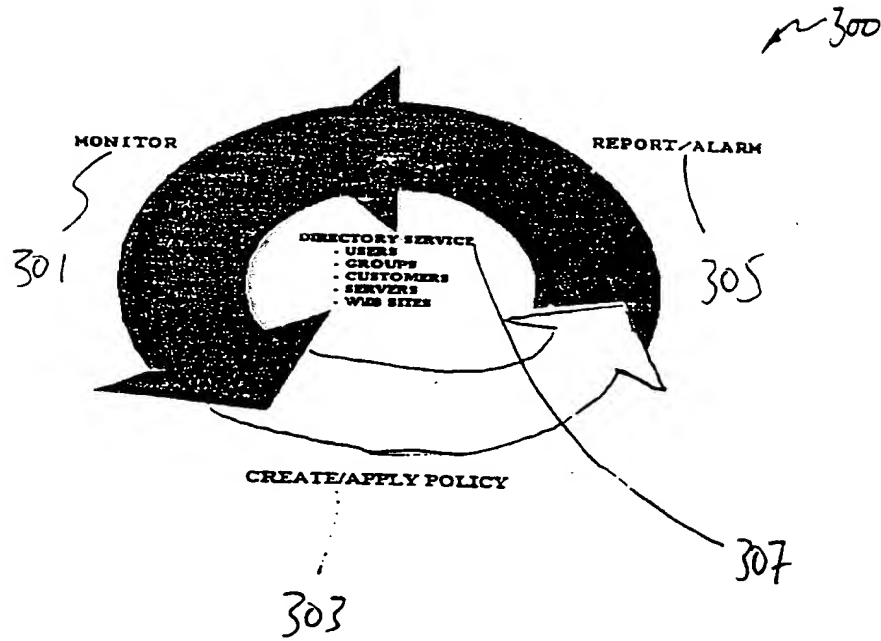 300
MONITOR
REPORT/ALARM
301
DIRECTORY SERVICE
- USERS
- GROUPS
- CUSTOMERS
- SERVERS
- WEB SITES
305
CREATE/APPLY POLICY
307
303